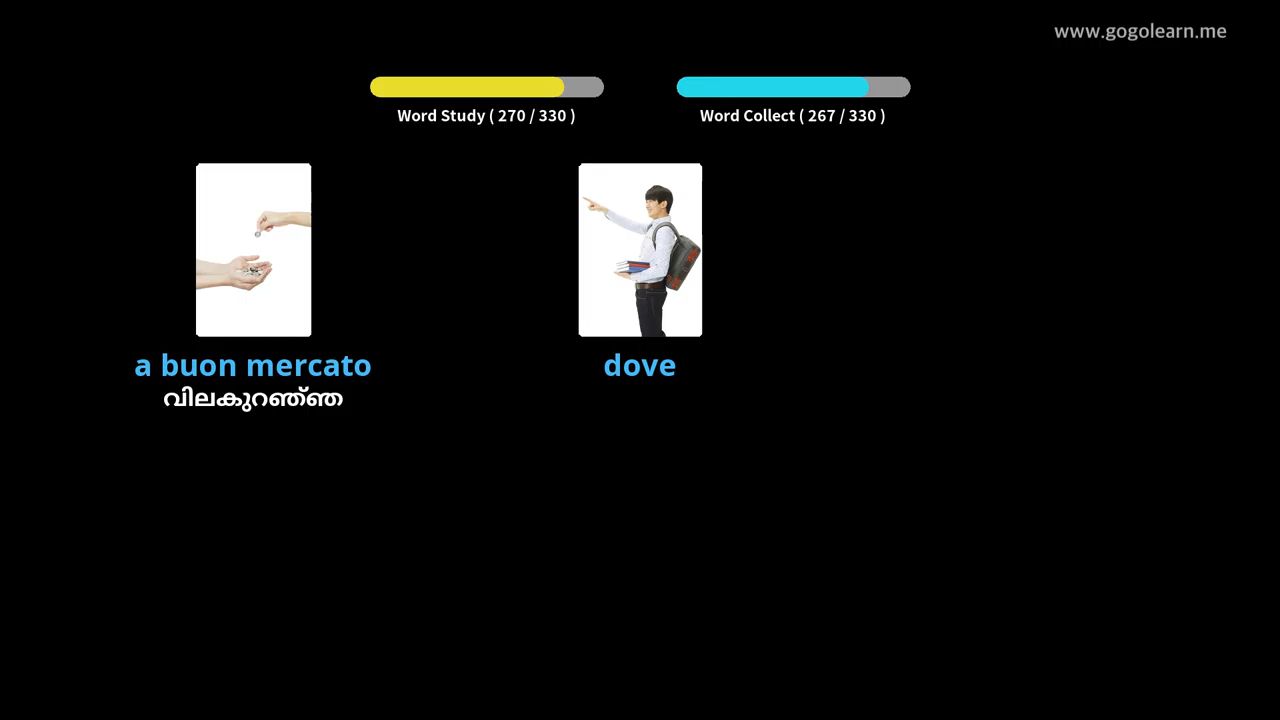 www.gogolearn.me
Word Study ( 270 / 330 )
Word Collect ( 267 / 330 )
a buon mercato
വിലകുറഞ്ഞ
dove